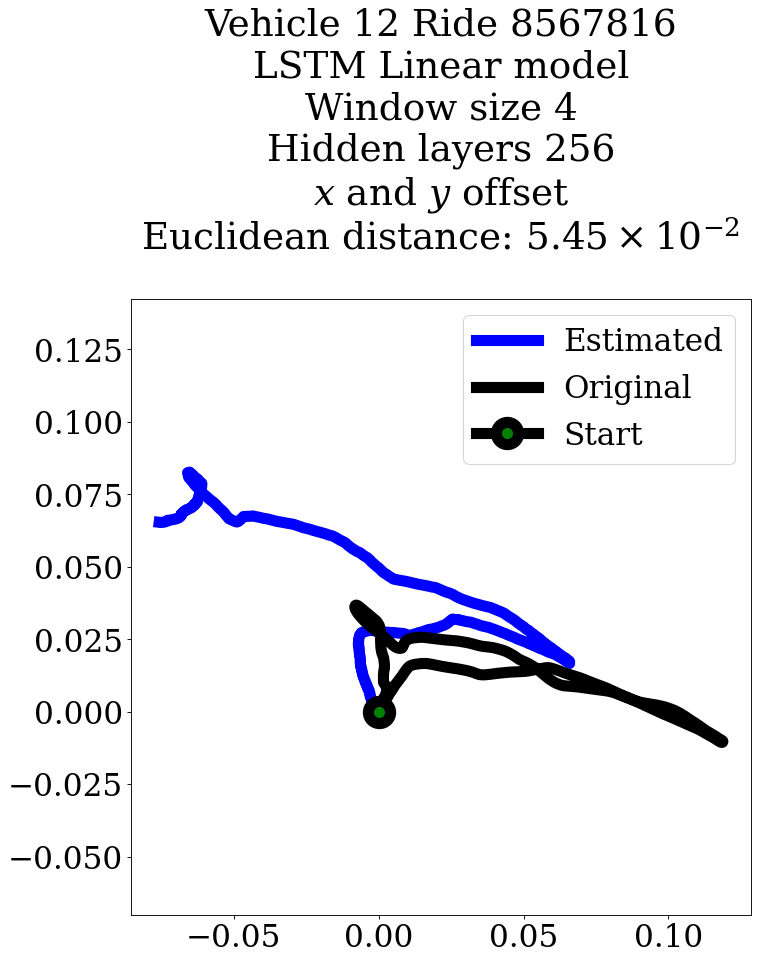 Vehicle 12 Ride 8567816
LSTM Linear model
Window size 4
Hidden layers 256
x and y offset
Euclidean distance: 5.45 × 10⁻²
Estimated
Original
Start
0.125
0.100
0.075
0.050
0.025
0.000
−0.025
−0.050
−0.05 0.00 0.05 0.10